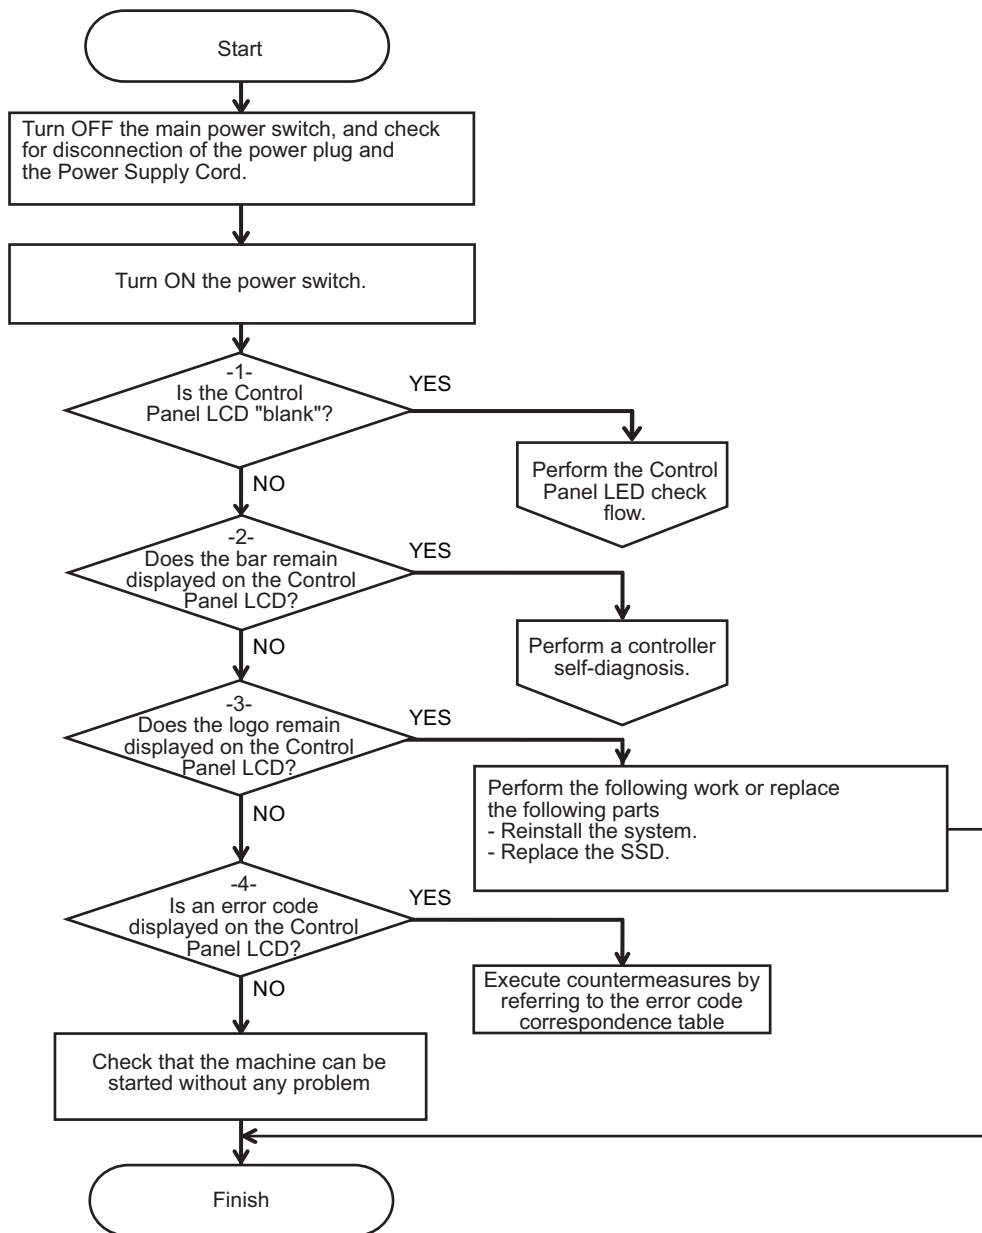 Start
Turn OFF the main power switch, and check
for disconnection of the power plug and
the Power Supply Cord.
Turn ON the power switch.
-1-
Is the Control
Panel LCD "blank"?
YES
Perform the Control
Panel LED check
flow.
NO
-2-
Does the bar remain
displayed on the Control
Panel LCD?
YES
Perform a controller
self-diagnosis.
NO
-3-
Does the logo remain
displayed on the Control
Panel LCD?
YES
Perform the following work or replace
the following parts
- Reinstall the system.
- Replace the SSD.
NO
-4-
Is an error code
displayed on the Control
Panel LCD?
YES
Execute countermeasures by
referring to the error code
correspondence table
NO
Check that the machine can be
started without any problem
Finish